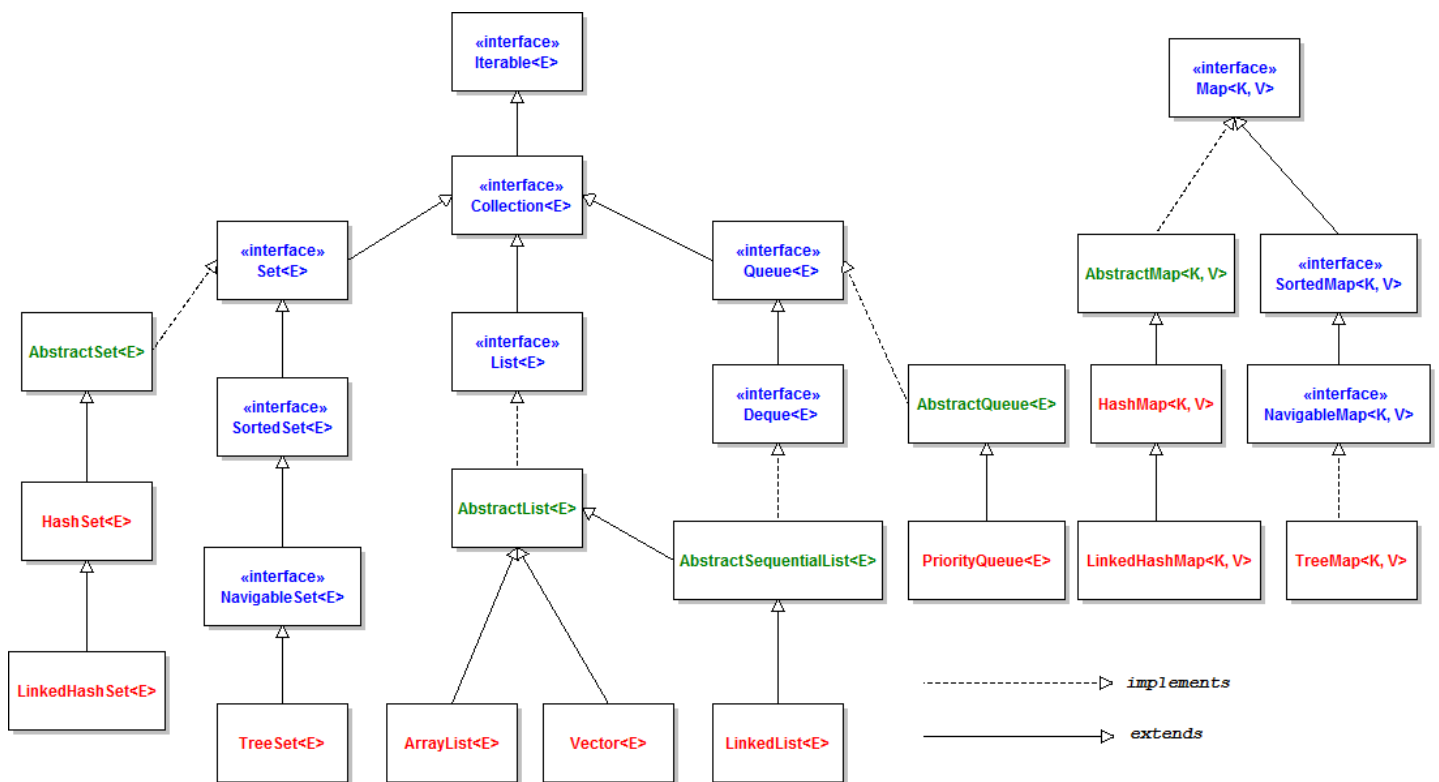 «interface»
Iterable<E>
«interface»
Map<K, V>
«interface»
Collection<E>
«interface»
Set<E>
«interface»
Queue<E>
AbstractMap<K, V>
«interface»
SortedMap<K, V>
AbstractSet<E>
«interface»
List<E>
«interface»
SortedSet<E>
«interface»
Deque<E>
AbstractQueue<E>
HashMap<K, V>
«interface»
NavigableMap<K, V>
HashSet<E>
AbstractList<E>
«interface»
NavigableSet<E>
AbstractSequentialList<E>
PriorityQueue<E>
LinkedHashMap<K, V>
TreeMap<K, V>
LinkedHashSet<E>
TreeSet<E>
ArrayList<E>
Vector<E>
LinkedList<E>
implements
extends